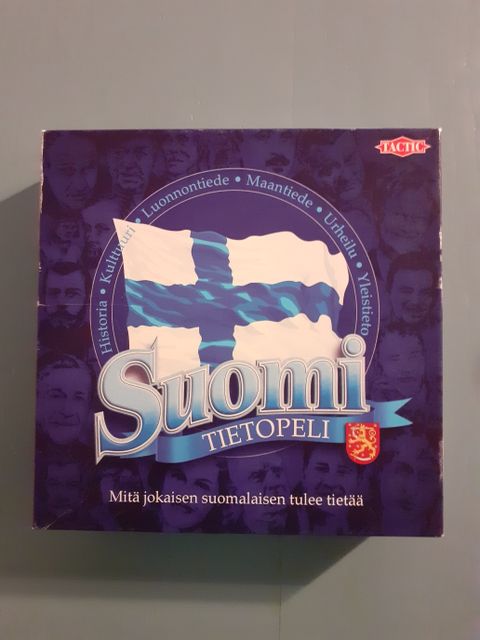 TACTIC
Historia • Kulttuuri • Luonnontiede • Maantiede • Urheilu • Yleistieto
Suomi
TIETOPELI
Mitä jokaisen suomalaisen tulee tietää